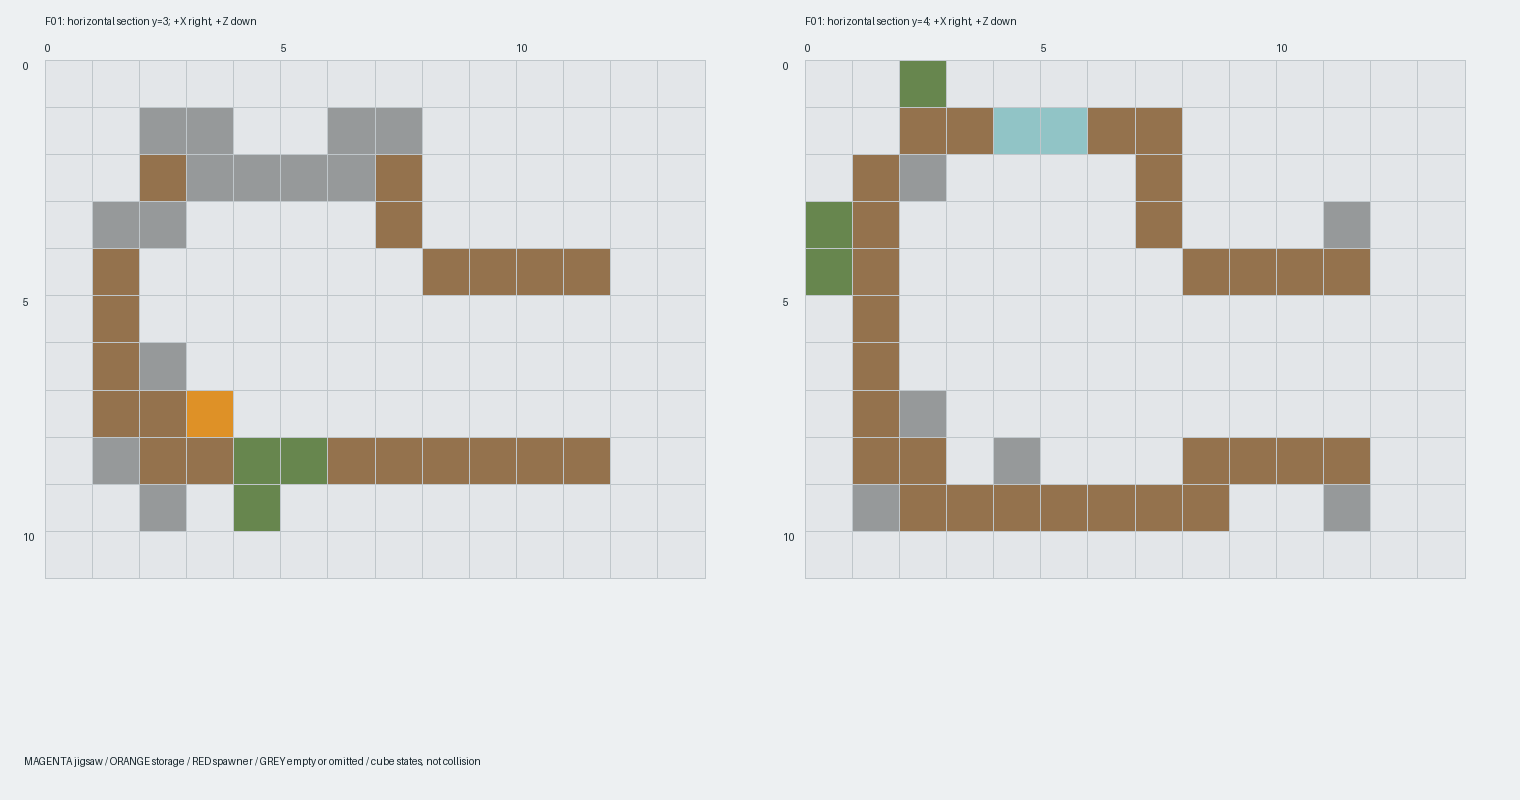 F01: horizontal section y=3; +X right, +Z down
F01: horizontal section y=4; +X right, +Z down
0 5 10
0 5 10
0
0
5
5
10
10
MAGENTA jigsaw / ORANGE storage / RED spawner / GREY empty or omitted / cube states, not collision